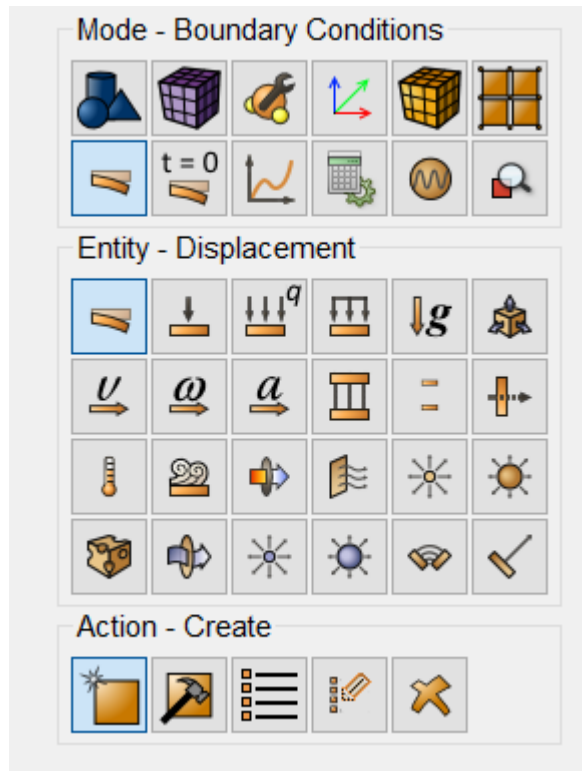 Mode - Boundary Conditions
t = 0
Entity - Displacement
q
g
υ
ω
a
Action - Create